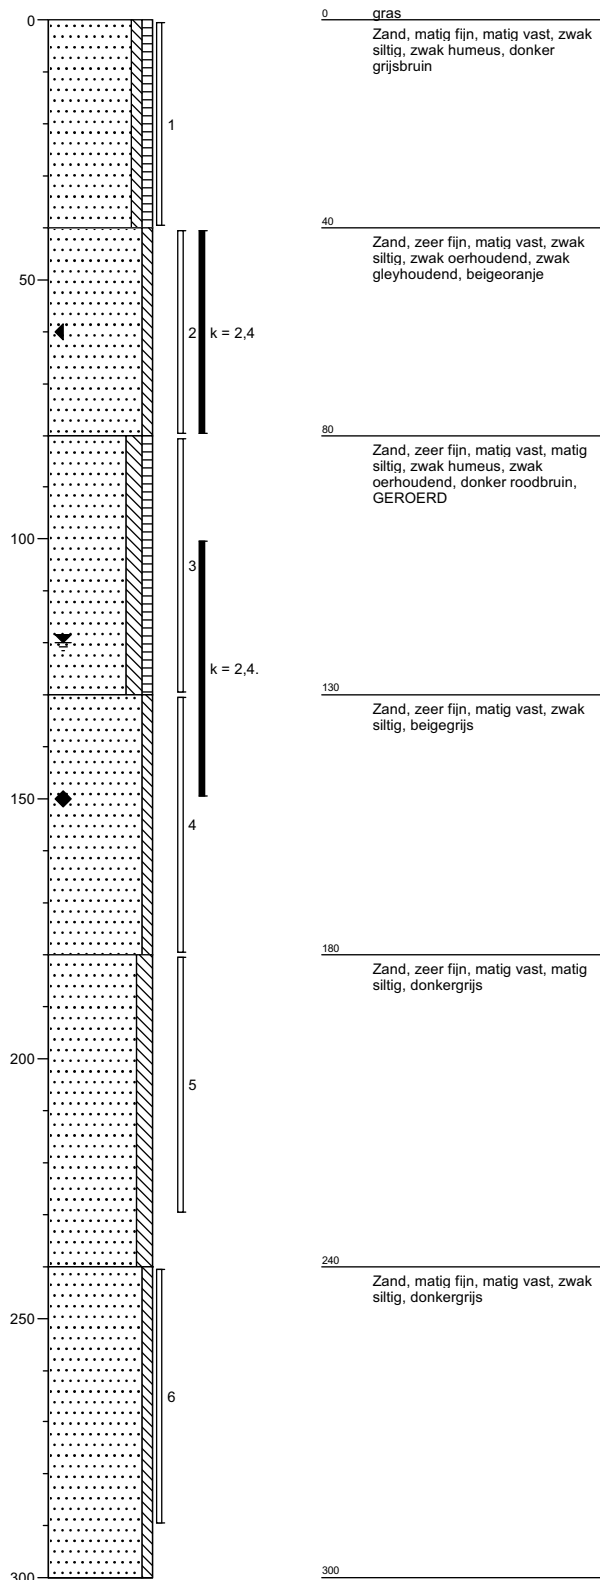 0
0
gras
Zand, matig fijn, matig vast, zwak
siltig, zwak humeus, donker
grijsbruin
1
40
Zand, zeer fijn, matig vast, zwak
siltig, zwak oerhoudend, zwak
gleyhoudend, beigeoranje
50
2
k = 2,4
80
Zand, zeer fijn, matig vast, matig
siltig, zwak humeus, zwak
oerhoudend, donker roodbruin,
GEROERD
100
3
k = 2,4.
130
Zand, zeer fijn, matig vast, zwak
siltig, beigegrijs
150
4
180
Zand, zeer fijn, matig vast, matig
siltig, donkergrijs
200
5
240
Zand, matig fijn, matig vast, zwak
siltig, donkergrijs
250
6
300
300